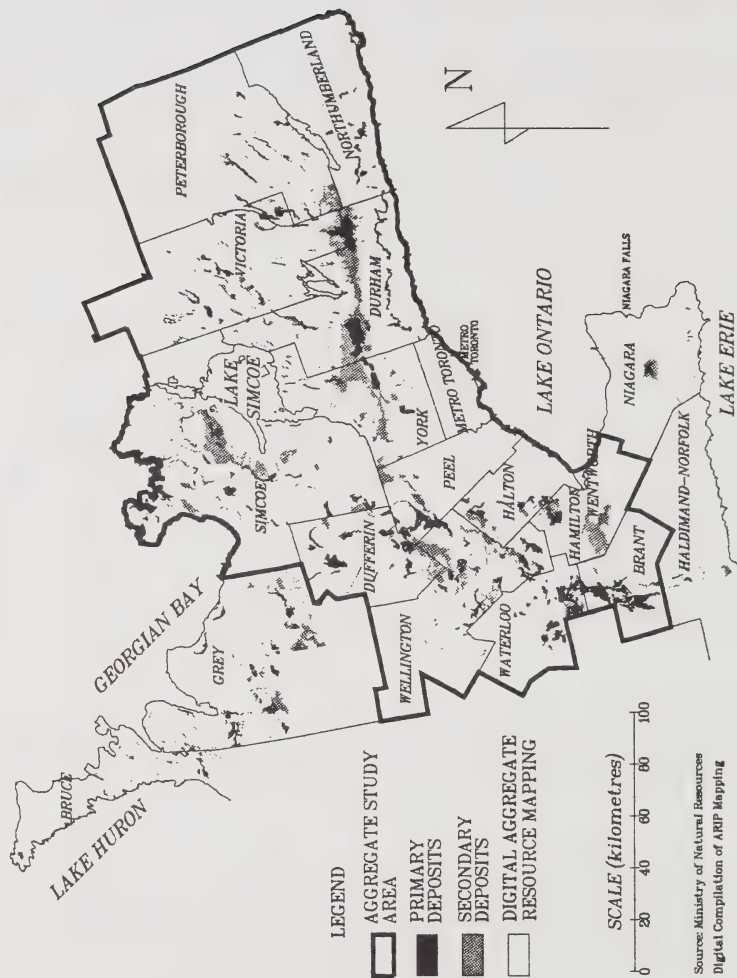 LAKE HURON
BRUCE
GEORGIAN BAY
GREY
SIMCOE
LAKE
SIMCOE
VICTORIA
PETERBOROUGH
NORTHUMBERLAND
DURHAM
YORK
METRO TORONTO
METRO
TORONTO
PEEL
DUFFERIN
WELLINGTON
HALTON
WATERLOO
HAMILTON
WENTWORTH
BRANT
HALDIMAND-NORFOLK
NIAGARA
NIAGARA FALLS
LAKE ONTARIO
LAKE ERIE
N
LEGEND
AGGREGATE STUDY
AREA
PRIMARY
DEPOSITS
SECONDARY
DEPOSITS
DIGITAL AGGREGATE
RESOURCE MAPPING
SCALE (kilometres)
0 20 40 60 80 100
Source: Ministry of Natural Resources
Digital Compilation of ARIP Mapping